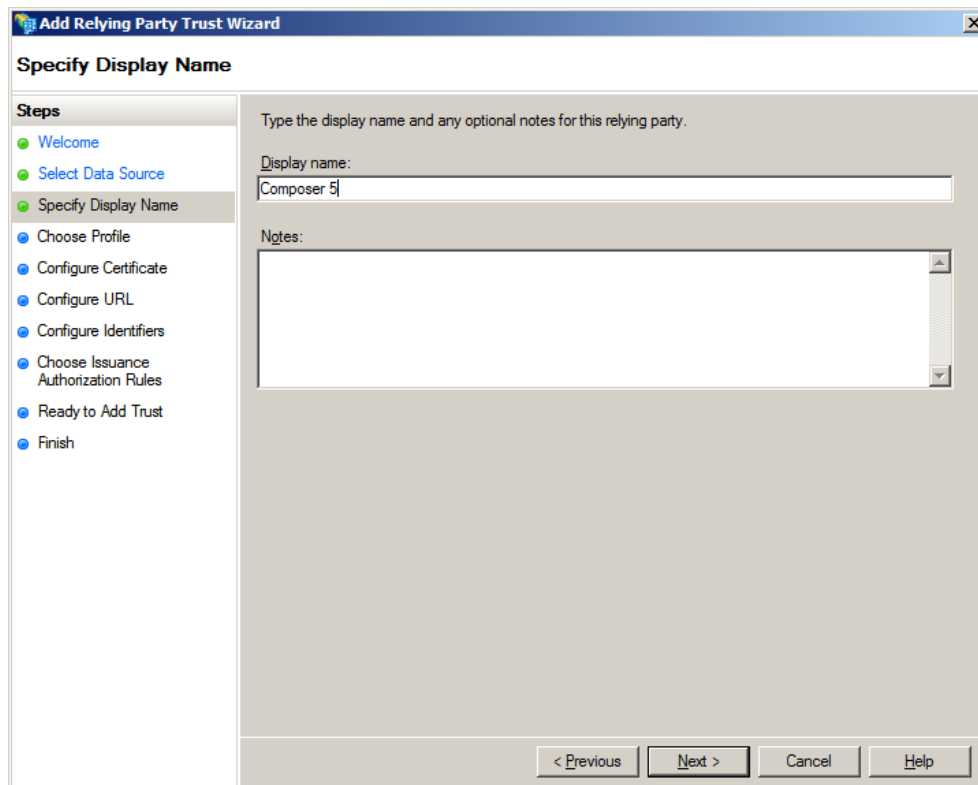 Add Relying Party Trust Wizard
Specify Display Name
Steps
Welcome
Select Data Source
Specify Display Name
Choose Profile
Configure Certificate
Configure URL
Configure Identifiers
Choose Issuance
Authorization Rules
Ready to Add Trust
Finish
Type the display name and any optional notes for this relying party.
Display name:
Composer 5
Notes:
< Previous
Next >
Cancel
Help